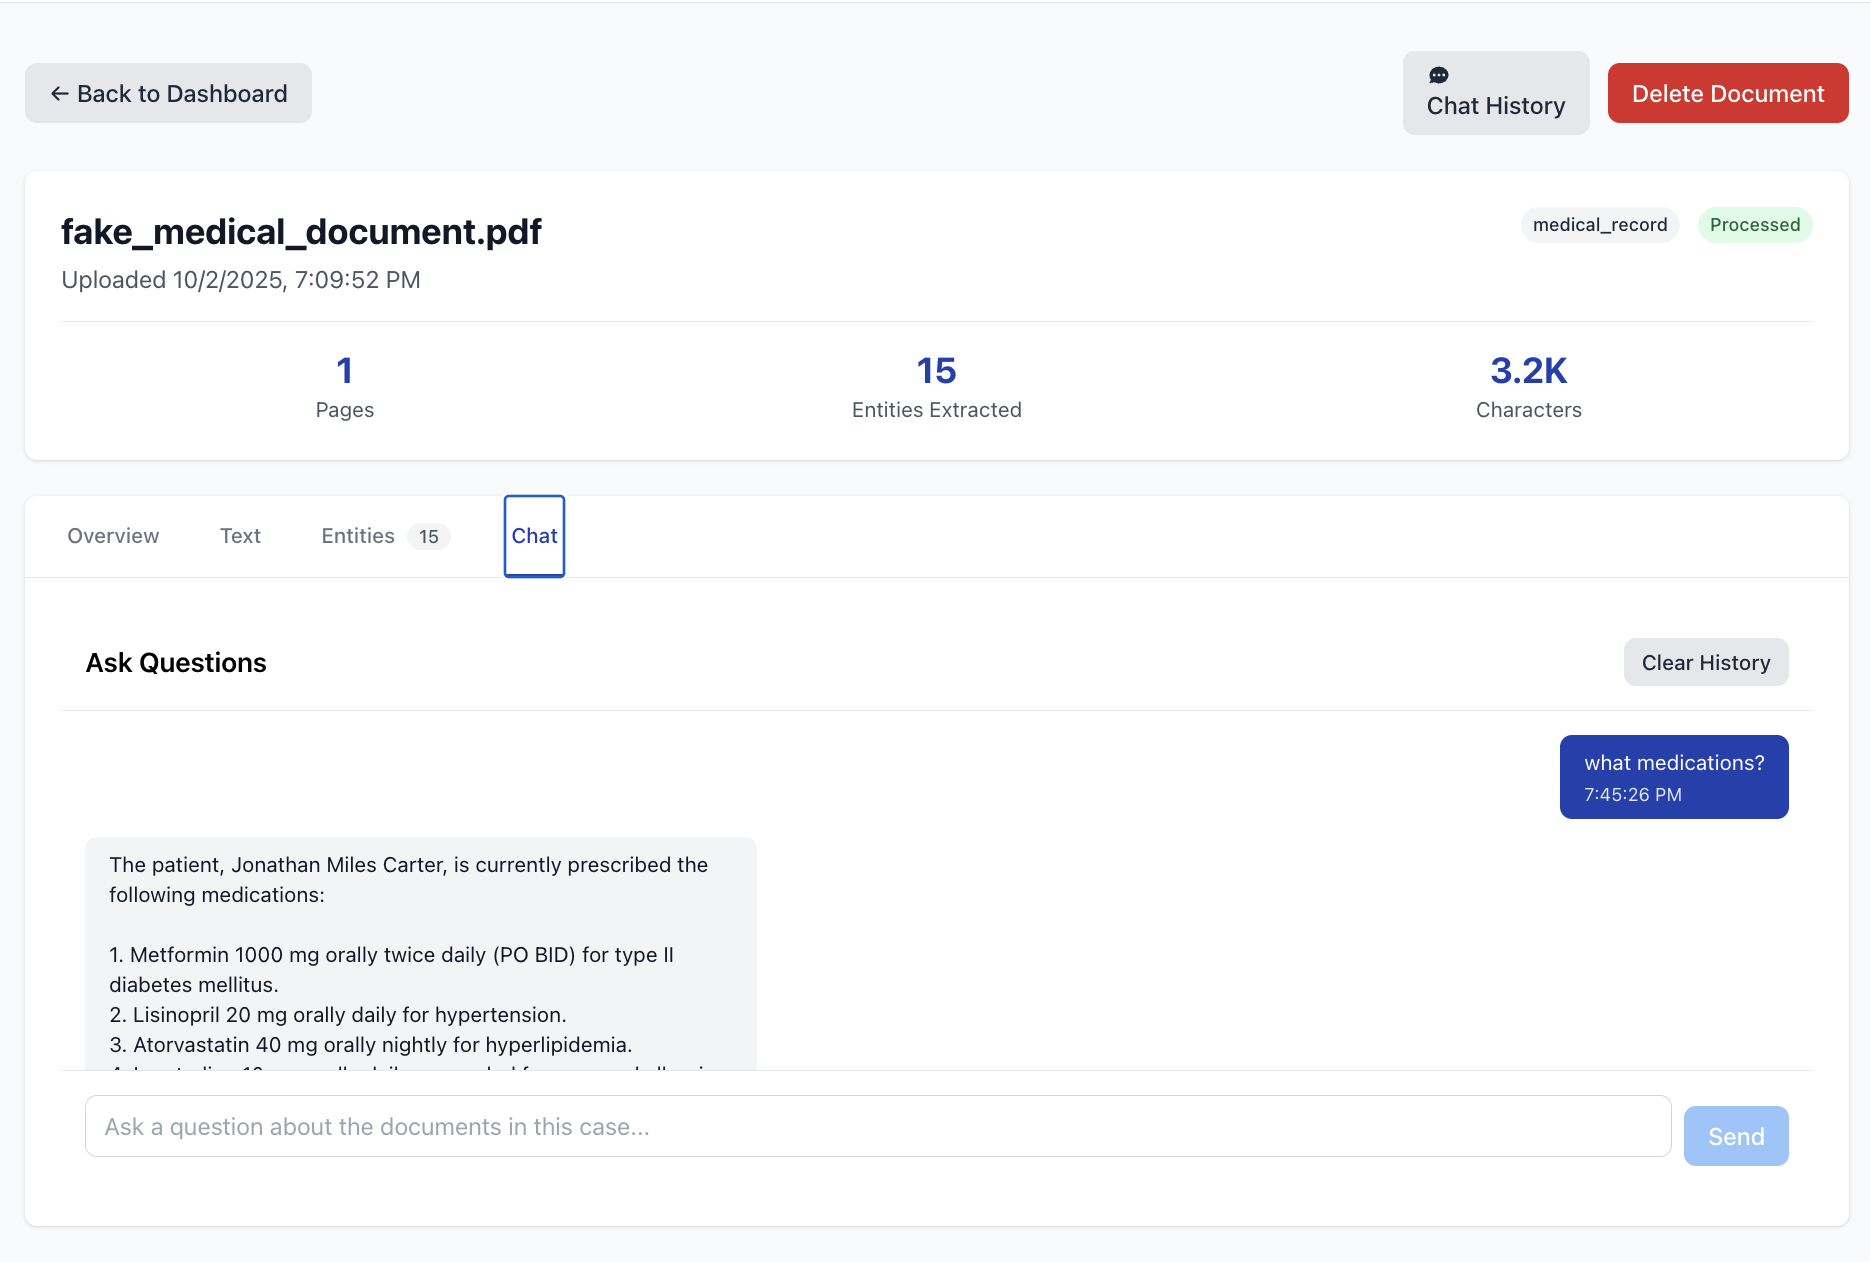 ← Back to Dashboard
Chat History
Delete Document
fake_medical_document.pdf
medical_record
Processed
Uploaded 10/2/2025, 7:09:52 PM
1
Pages
15
Entities Extracted
3.2K
Characters
Overview
Text
Entities 15
Chat
Ask Questions
Clear History
what medications?
7:45:26 PM
The patient, Jonathan Miles Carter, is currently prescribed the
following medications:
1. Metformin 1000 mg orally twice daily (PO BID) for type II
diabetes mellitus.
2. Lisinopril 20 mg orally daily for hypertension.
3. Atorvastatin 40 mg orally nightly for hyperlipidemia.
Ask a question about the documents in this case...
Send